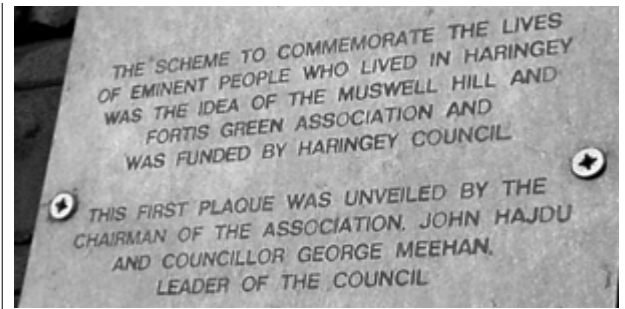 THE SCHEME TO COMMEMORATE THE LIVES
OF EMINENT PEOPLE WHO LIVED IN HARINGEY
WAS THE IDEA OF THE MUSWELL HILL AND
FORTIS GREEN ASSOCIATION AND
WAS FUNDED BY HARINGEY COUNCIL
THIS FIRST PLAQUE WAS UNVEILED BY THE
CHAIRMAN OF THE ASSOCIATION, JOHN HAJDU
AND COUNCILLOR GEORGE MEEHAN,
LEADER OF THE COUNCIL